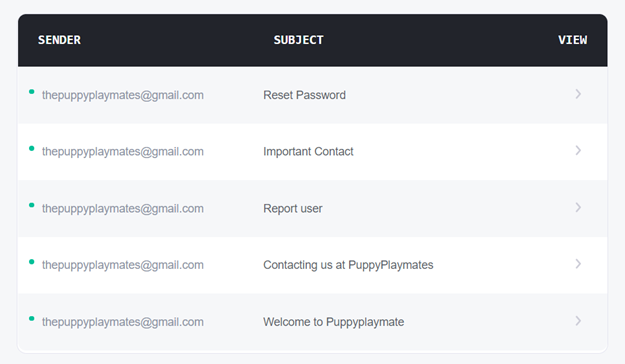 SENDER SUBJECT VIEW
thepuppyplaymates@gmail.com Reset Password
thepuppyplaymates@gmail.com Important Contact
thepuppyplaymates@gmail.com Report user
thepuppyplaymates@gmail.com Contacting us at PuppyPlaymates
thepuppyplaymates@gmail.com Welcome to Puppyplaymate